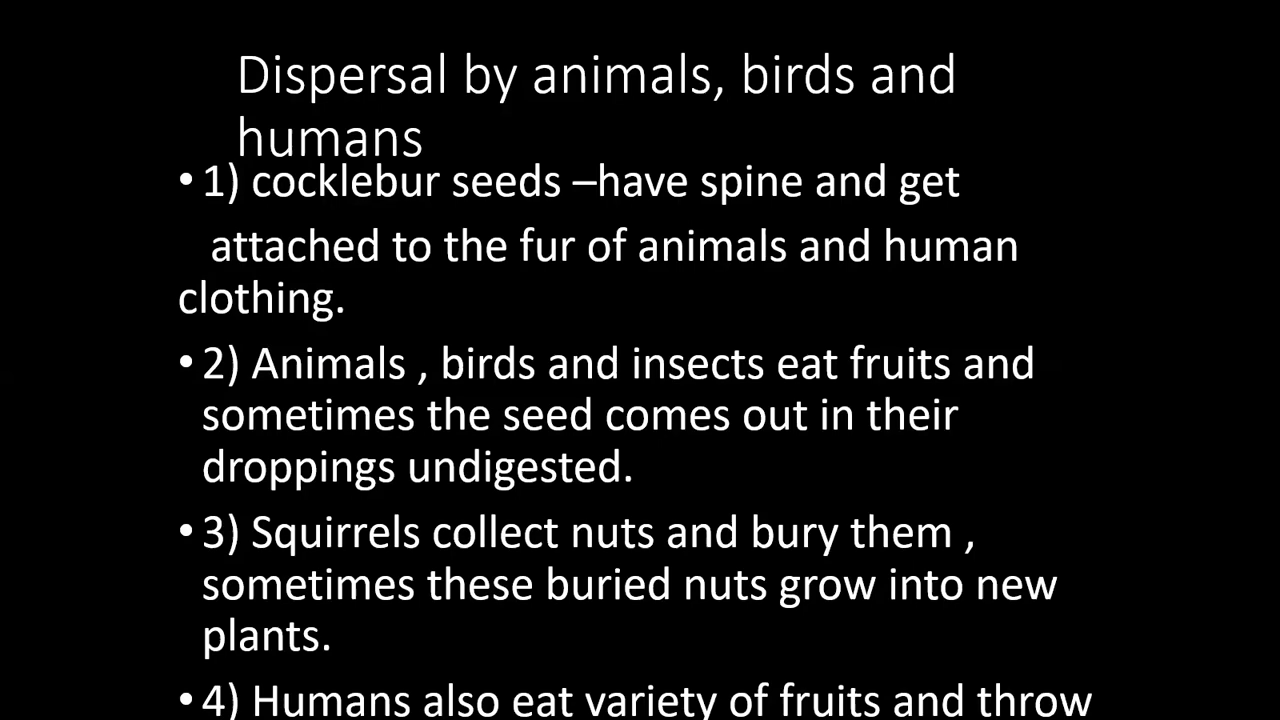 Dispersal by animals, birds and
humans
• 1) cocklebur seeds –have spine and get
attached to the fur of animals and human
clothing.
• 2) Animals , birds and insects eat fruits and
sometimes the seed comes out in their
droppings undigested.
• 3) Squirrels collect nuts and bury them ,
sometimes these buried nuts grow into new
plants.
• 4) Humans also eat variety of fruits and throw